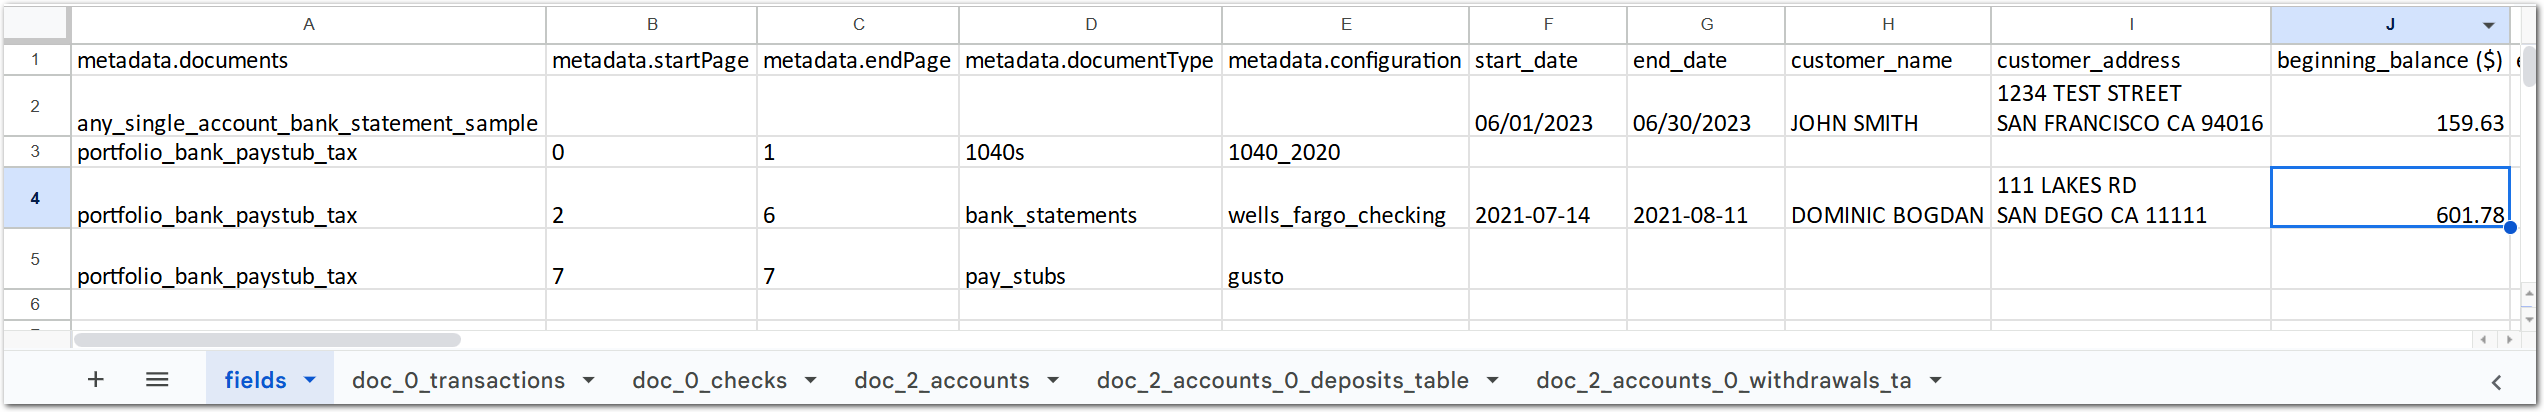 A B C D E F G H I J
1 metadata.documents metadata.startPage metadata.endPage metadata.documentType metadata.configuration start_date end_date customer_name customer_address beginning_balance ($)
1234 TEST STREET
2 any_single_account_bank_statement_sample 06/01/2023 06/30/2023 JOHN SMITH SAN FRANCISCO CA 94016 159.63
3 portfolio_bank_paystub_tax 0 1 1040s 1040_2020
111 LAKES RD
4 portfolio_bank_paystub_tax 2 6 bank_statements wells_fargo_checking 2021-07-14 2021-08-11 DOMINIC BOGDAN SAN DEGO CA 11111 601.78
5 portfolio_bank_paystub_tax 7 7 pay_stubs gusto
6
fields doc_0_transactions doc_0_checks doc_2_accounts doc_2_accounts_0_deposits_table doc_2_accounts_0_withdrawals_ta